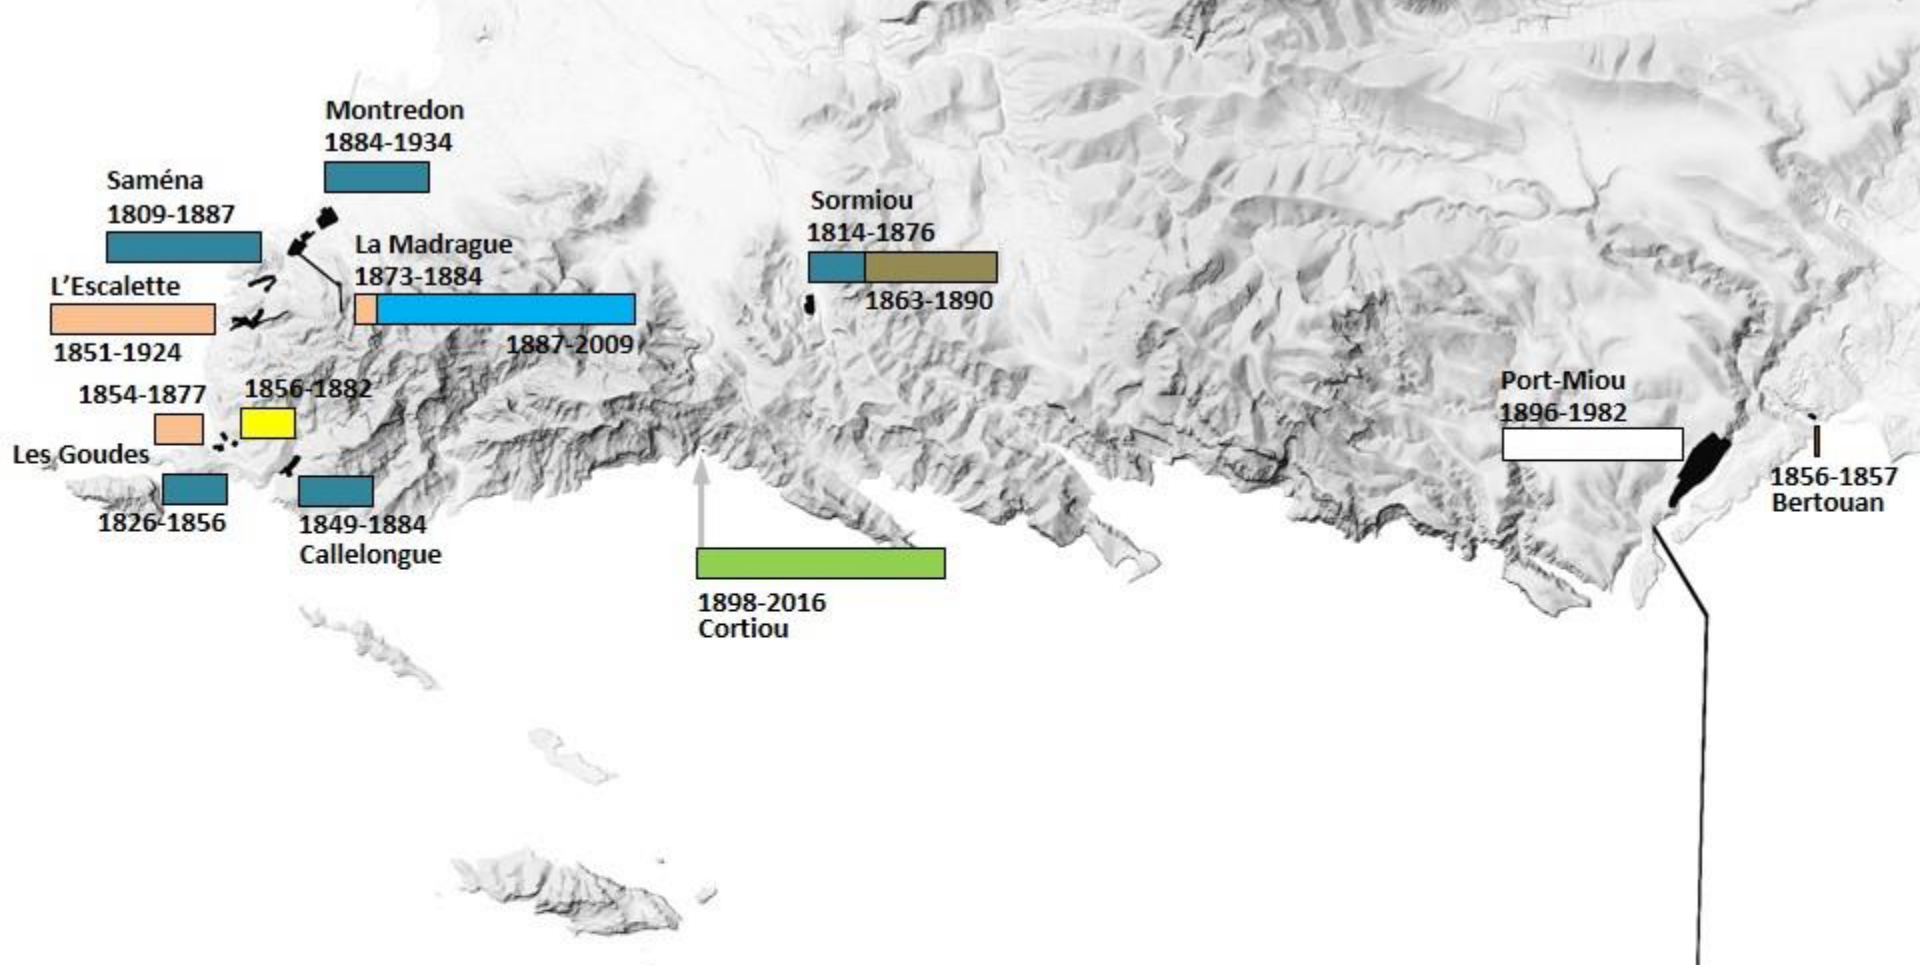 Montredon
1884-1934
Saména
1809-1887
La Madrague
1873-1884
1887-2009
L'Escalette
1851-1924
Sormiou
1814-1876
1863-1890
1854-1877
1856-1882
Les Goudes
1826-1856
1849-1884
Callelongue
1898-2016
Cortiou
Port-Miou
1896-1982
1856-1857
Bertouan